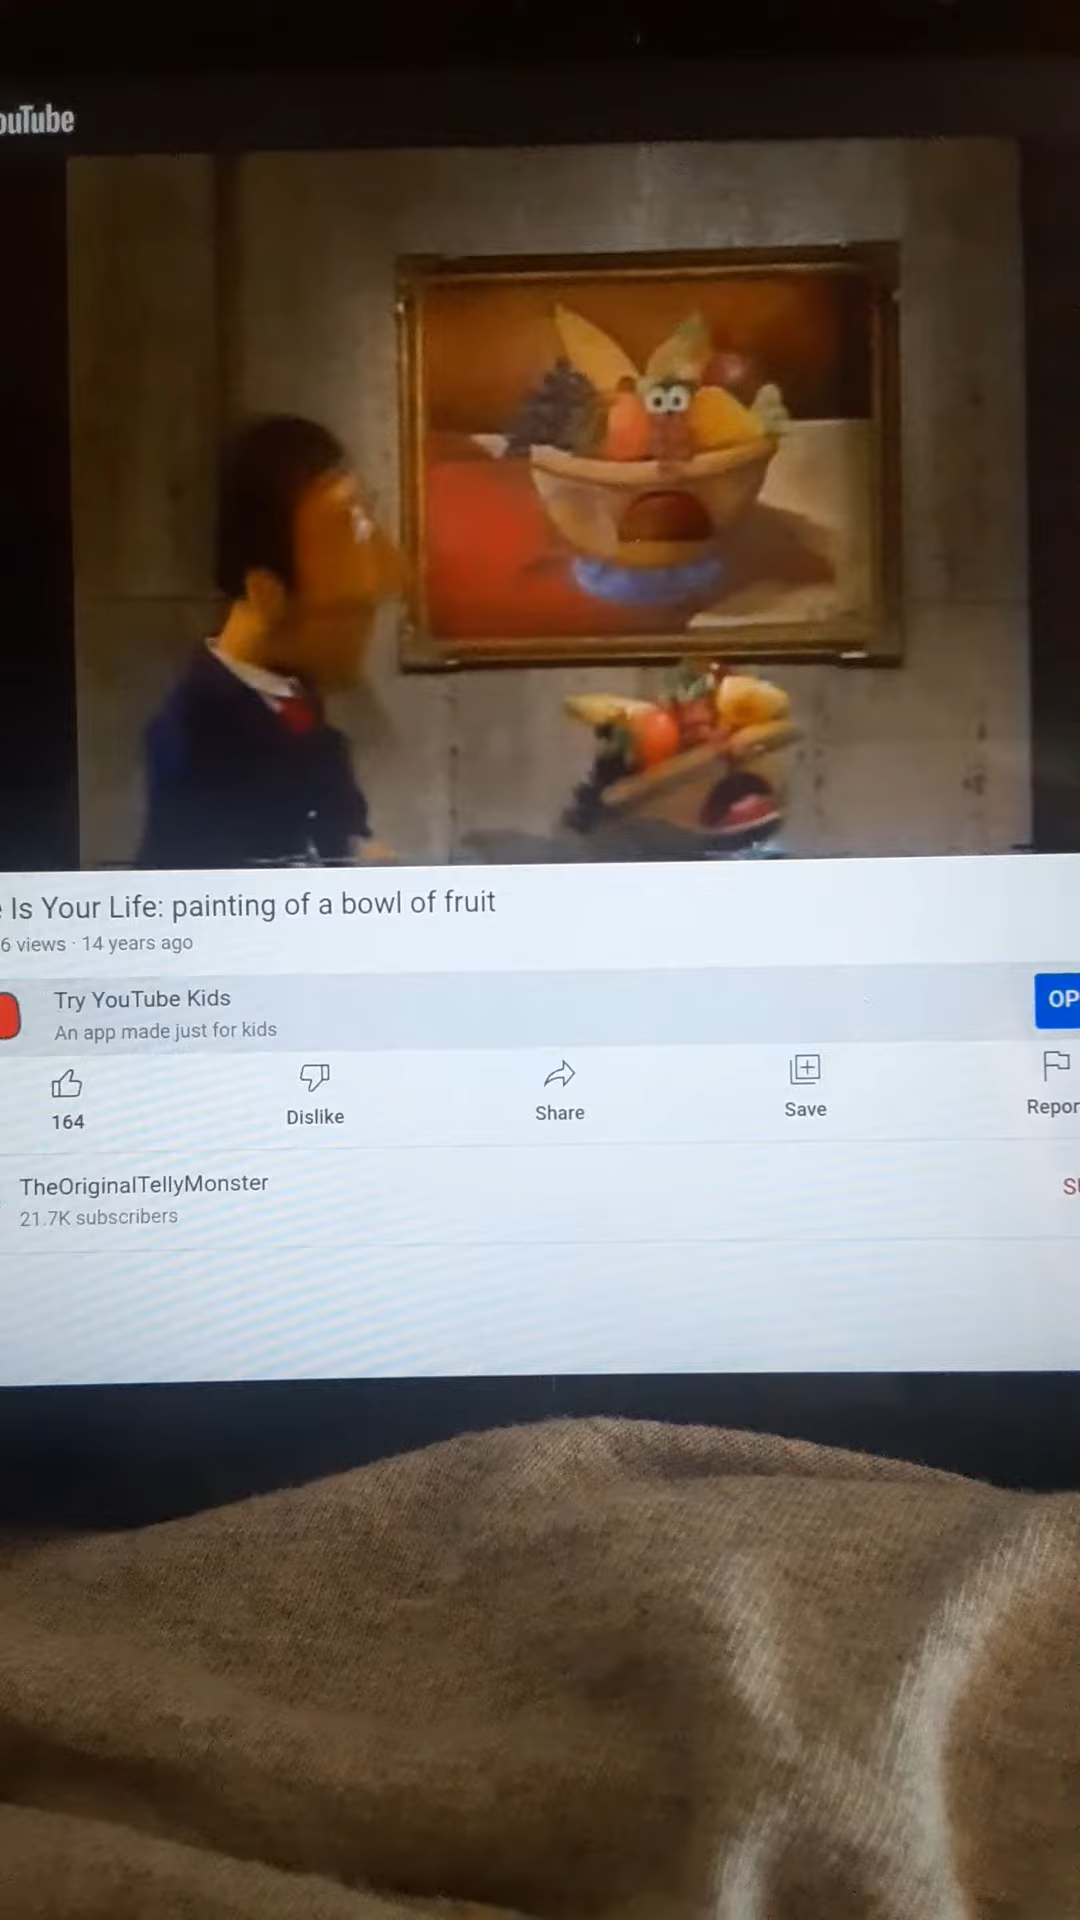 ouTube
Is Your Life: painting of a bowl of fruit
6 views · 14 years ago
Try YouTube Kids
An app made just for kids
OP
164
Dislike
Share
Save
Repor
TheOriginalTellyMonster
21.7K subscribers